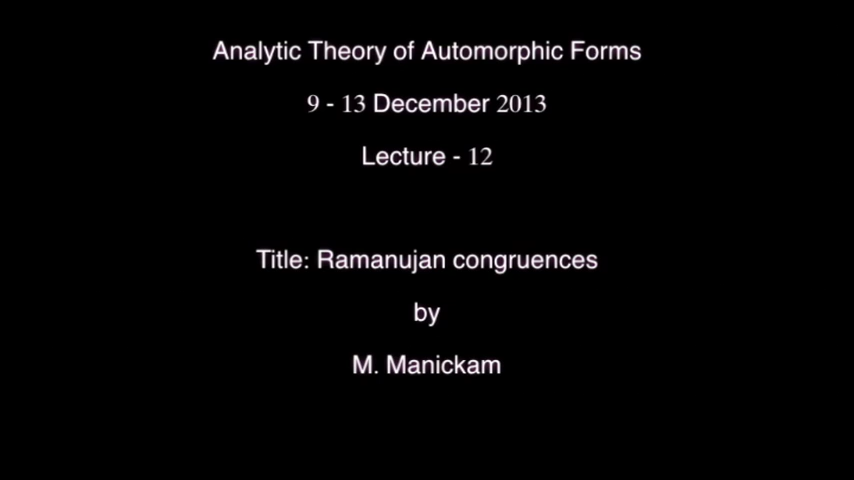 Analytic Theory of Automorphic Forms
9 - 13 December 2013
Lecture - 12
Title: Ramanujan congruences
by
M. Manickam